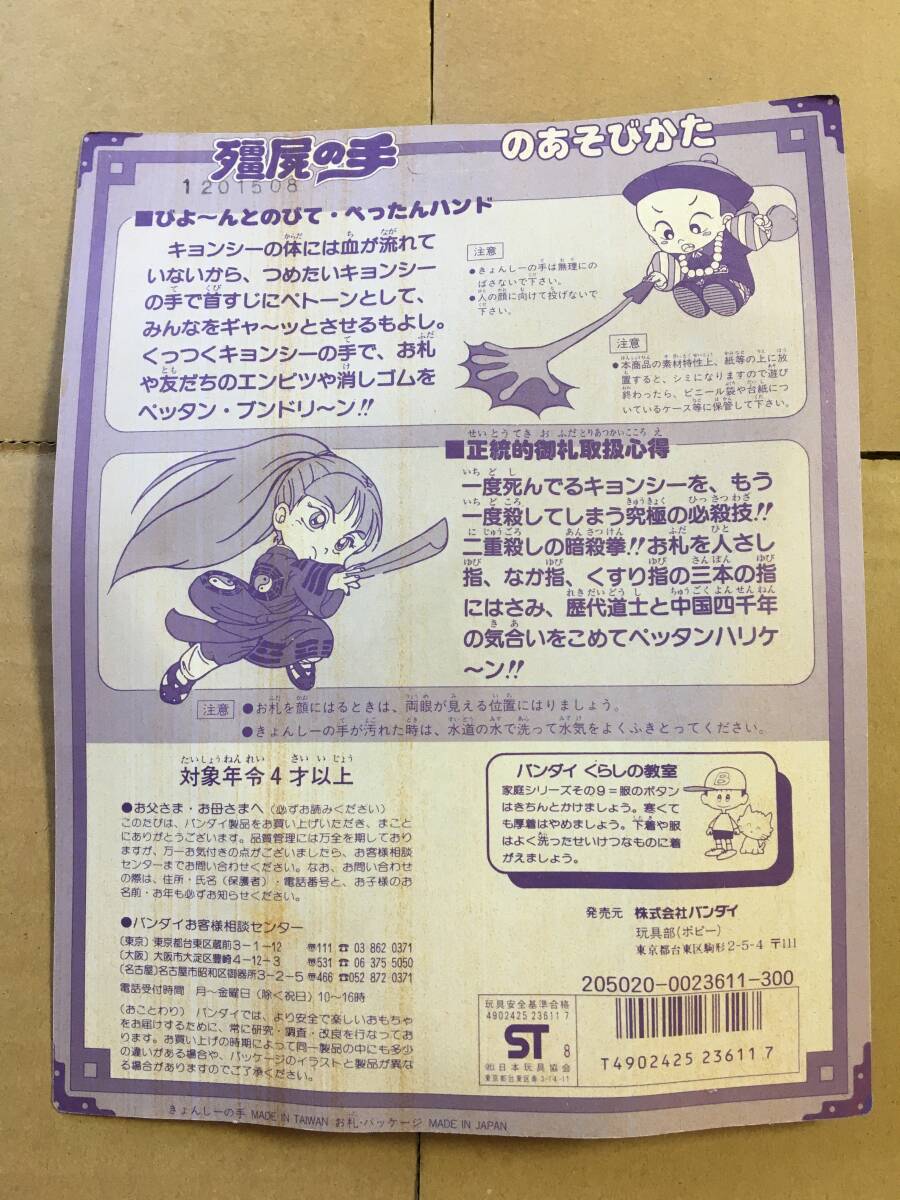 殭屍の手 のあそびかた
1201508
■びよ〜んとのびて・ぺったんハンド
キョンシーの体には血が流れて
いないから、つめたいキョンシー
の手で首すじにベトーンとして、
みんなをギャ〜ッとさせるもよし。
くっつくキョンシーの手で、お札
や友だちのエンピツや消しゴムを
ペッタン・ブンドリ〜ン!!
注意
●きょんしーの手は無理にの
ばさないで下さい。
●人の顔に向けて投げないで
下さい。
注意
●本商品の素材特性上、紙等の上に放
置すると、シミになりますので遊び
終わったら、ビニール袋や台紙につ
いているケース等に保管して下さい。
■正統的御札取扱心得
一度死んでるキョンシーを、もう
一度殺してしまう究極の必殺技!!
二重殺しの暗殺拳!!お札を人さし
指、なか指、くすり指の三本の指
にはさみ、歴代道士と中国四千年
の気合いをこめてペッタンハリケ
〜ン!!
注意 ●お札を顔にはるときは、両眼が見える位置にはりましょう。
●きょんしーの手が汚れた時は、水道の水で洗って水気をよくふきとってください。
対象年令4才以上
●お父さま・お母さまへ(必ずお読みください)
このたびは、バンダイ製品をお買い上げいただき、まこと
にありがとうございます。品質管理には万全を期しており
ますが、万一お気付きの点がございましたら、お客様相談
センターまでお問い合わせください。なお、お問い合わせ
の際は、住所・氏名(保護者)・電話番号と、お子様のお
名前・お年も必ずお知らせください。
●バンダイお客様相談センター
(東京)東京都台東区蔵前3-1-12 〒111 ☎03 862 0371
(大阪)大阪市大淀区豊崎4-12-3 〒531 ☎06 375 5050
(名古屋)名古屋市昭和区御器所3-2-5 〒466 ☎052 872 0371
電話受付時間 月〜金曜日(除く祝日)10〜16時
(おことわり) バンダイでは、より安全で楽しいおもちゃ
をお届けするために、常に研究・調査・改良を行なってお
ります。お買い上げの時期によって同一製品の中にも多少
の違いがある場合や、パッケージのイラストと製品が異な
る場合がありますのでご了承ください。
バンダイ くらしの教室
家庭シリーズその9=服のボタン
はきちんとかけましょう。寒くて
も厚着はやめましょう。下着や服
はよく洗ったせいけつなものに着
がえましょう。
B
発売元 株式会社バンダイ
玩具部(ポピー)
東京都台東区駒形2-5-4 〒111
205020-0023611-300
玩具安全基準合格
4902425 23611 7
ST 8
㈳日本玩具協会
東京都台東区寿3-14-11
T4902425 23611 7
きょんしーの手 MADE IN TAIWAN お札・パッケージ MADE IN JAPAN